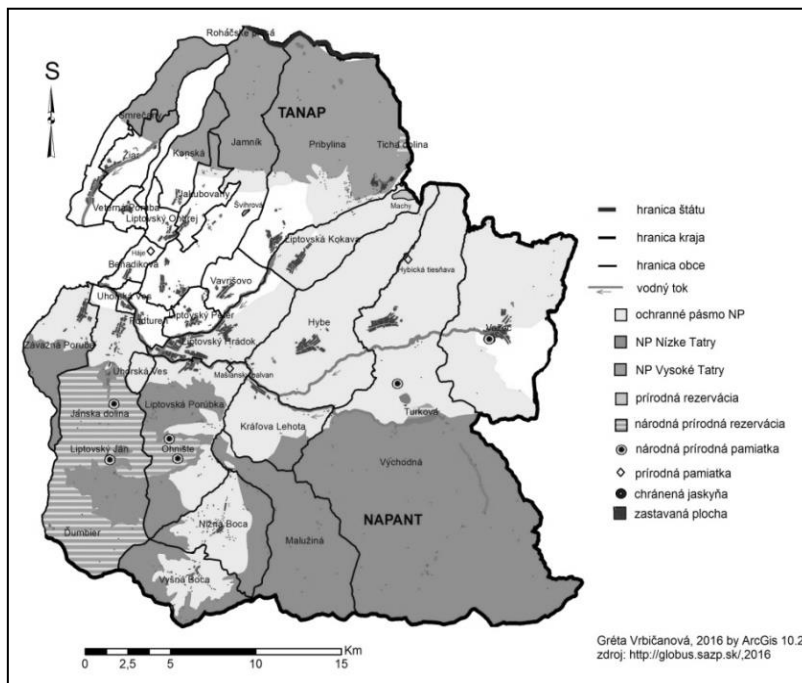 Roháčske plesá
S
Smrečany
TANAP
Žiar
Konská
Jamník
Pribylina
Tichá dolina
Jakubovany
Veterná Poruba
Liptovský Ondrej
Švihrová
Machy
Liptovská Kokava
Háje
Beňadiková
Hybická tiesňava
Vavrišovo
Uhorská Ves
Podtureň
Liptovský Peter
Hybe
Važec
Závažná Poruba
Liptovský Hrádok
Uhorská Ves
Mašiansky balvan
Jánska dolina
Liptovská Porúbka
Kráľova Lehota
Turková
Liptovský Ján
Ohnište
Východná
NAPANT
Ďumbier
Nižná Boca
Malužiná
Vyšná Boca
hranica štátu
hranica kraja
hranica obce
vodný tok
ochranné pásmo NP
NP Nízke Tatry
NP Vysoké Tatry
prírodná rezervácia
národná prírodná rezervácia
národná prírodná pamiatka
prírodná pamiatka
chránená jaskyňa
zastavaná plocha
Km
0 2,5 5 10 15
Gréta Vrbičanová, 2016 by ArcGis 10.2
zdroj: http://globus.sazp.sk/,2016